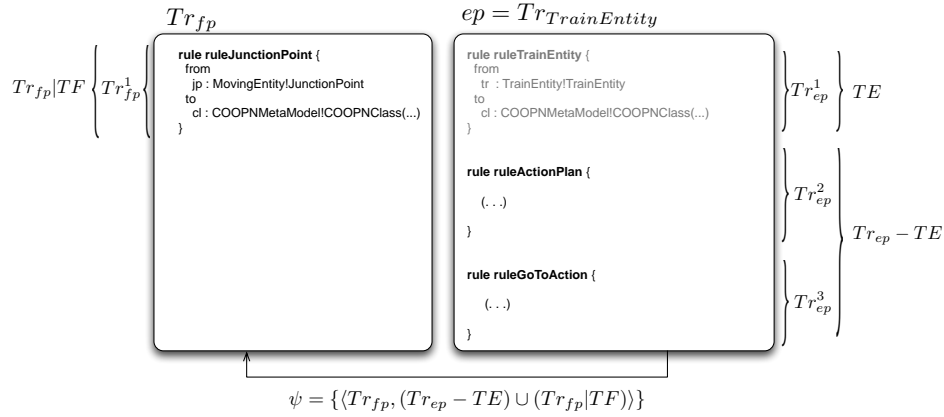 Tr_{fp}
ep = Tr_{TrainEntity}
Tr_{fp}|TF
Tr^1_{fp}
rule ruleJunctionPoint {
from
jp : MovingEntity!JunctionPoint
to
cl : COOPNMetaModel!COOPNClass(...)
}
rule ruleTrainEntity {
from
tr : TrainEntity!TrainEntity
to
cl : COOPNMetaModel!COOPNClass(...)
}
Tr^1_{ep}
TE
rule ruleActionPlan {
(. . .)
}
Tr^2_{ep}
Tr_{ep} − TE
rule ruleGoToAction {
(. . .)
}
Tr^3_{ep}
ψ = {⟨Tr_{fp}, (Tr_{ep} − TE) ∪ (Tr_{fp}|TF)⟩}